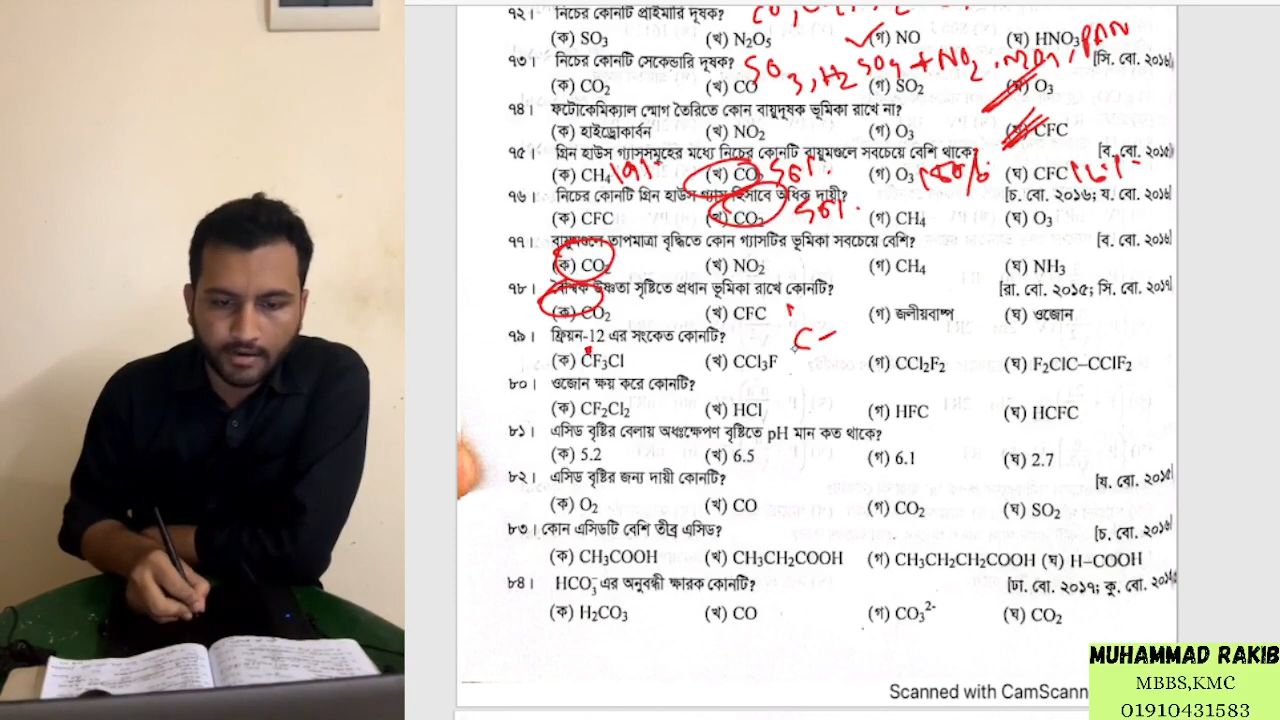 ৭২। নিচের কোনটি প্রাইমারি দূষক?
(ক) SO₃ (খ) N₂O₅ (গ) NO (ঘ) HNO₃
৭৩। নিচের কোনটি সেকেন্ডারি দূষক? SO₃, H₂SO₄ + NO₂, PAN [সি. বো. ২০১৬]
(ক) CO₂ (খ) CO (গ) SO₂ (ঘ) O₃
৭৪। ফটোকেমিক্যাল স্মোগ তৈরিতে কোন বায়ুদূষক ভূমিকা রাখে না?
(ক) হাইড্রোকার্বন (খ) NO₂ (গ) O₃ (ঘ) CFC
৭৫। গ্রিন হাউস গ্যাসসমূহের মধ্যে নিচের কোনটি বায়ুমণ্ডলে সবচেয়ে বেশি থাকে? [ব. বো. ২০১৫]
(ক) CH₄ (খ) CO₂ (গ) O₃ (ঘ) CFC
৭৬। নিচের কোনটি গ্রিন হাউস গ্যাস হিসাবে অধিক দায়ী? [চ. বো. ২০১৬; য. বো. ২০১৬]
(ক) CFC (খ) CO₂ (গ) CH₄ (ঘ) O₃
৭৭। বায়ুমণ্ডলে তাপমাত্রা বৃদ্ধিতে কোন গ্যাসটির ভূমিকা সবচেয়ে বেশি? [ব. বো. ২০১৬]
(ক) CO₂ (খ) NO₂ (গ) CH₄ (ঘ) NH₃
৭৮। বৈশ্বিক উষ্ণতা সৃষ্টিতে প্রধান ভূমিকা রাখে কোনটি? [রা. বো. ২০১৫; সি. বো. ২০১৭]
(ক) CO₂ (খ) CFC (গ) জলীয়বাষ্প (ঘ) ওজোন
৭৯। ফ্রিয়ন-12 এর সংকেত কোনটি? C –
(ক) CF₃Cl (খ) CCl₃F (গ) CCl₂F₂ (ঘ) F₂ClC–CClF₂
৮০। ওজোন ক্ষয় করে কোনটি?
(ক) CF₂Cl₂ (খ) HCl (গ) HFC (ঘ) HCFC
৮১। এসিড বৃষ্টির বেলায় অধঃক্ষেপণ বৃষ্টিতে pH মান কত থাকে?
(ক) 5.2 (খ) 6.5 (গ) 6.1 (ঘ) 2.7
৮২। এসিড বৃষ্টির জন্য দায়ী কোনটি? [য. বো. ২০১৫]
(ক) O₂ (খ) CO (গ) CO₂ (ঘ) SO₂
৮৩। কোন এসিডটি বেশি তীব্র এসিড? [চ. বো. ২০১৬]
(ক) CH₃COOH (খ) CH₃CH₂COOH (গ) CH₃CH₂CH₂COOH (ঘ) H–COOH
৮৪। HCO₃⁻ এর অনুবন্ধী ক্ষারক কোনটি? [ঢা. বো. ২০১৭; কু. বো.
(ক) H₂CO₃ (খ) CO (গ) CO₃²⁻ (ঘ) CO₂
Scanned with CamScann
MUHAMMAD RAKIB
MBBS,KMC
01910431583